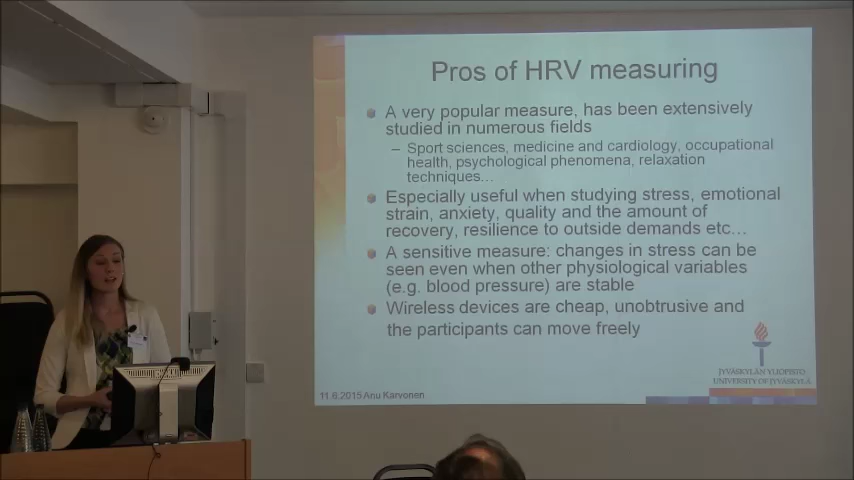 Pros of HRV measuring
A very popular measure, has been extensively
studied in numerous fields
– Sport sciences, medicine and cardiology, occupational
health, psychological phenomena, relaxation
techniques…
Especially useful when studying stress, emotional
strain, anxiety, quality and the amount of
recovery, resilience to outside demands etc…
A sensitive measure: changes in stress can be
seen even when other physiological variables
(e.g. blood pressure) are stable
Wireless devices are cheap, unobtrusive and
the participants can move freely
JYVÄSKYLÄN YLIOPISTO
UNIVERSITY OF JYVÄSKYLÄ
11.6.2015 Anu Karvonen